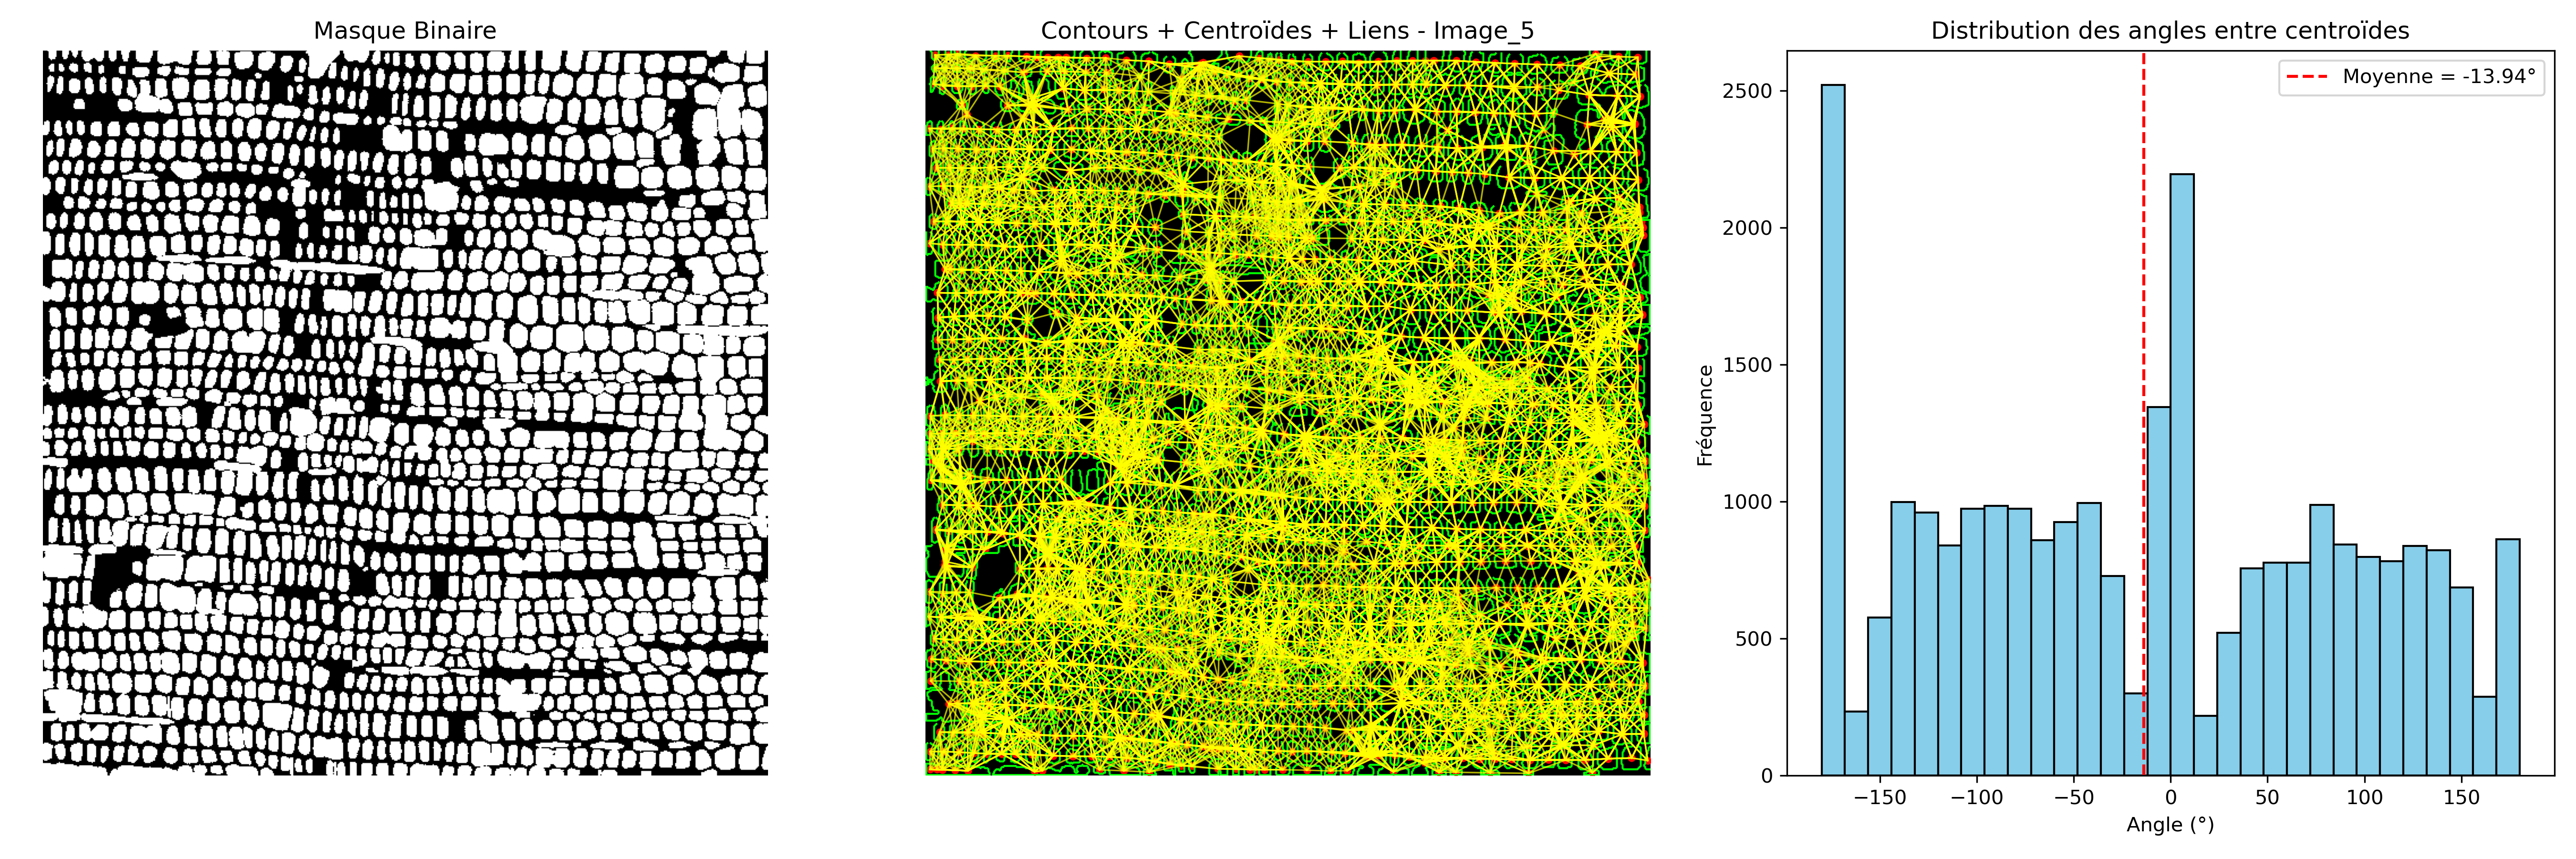 Masque Binaire
Contours + Centroïdes + Liens - Image_5
Distribution des angles entre centroïdes
Moyenne = -13.94°
Fréquence
2500
2000
1500
1000
500
0
−150
−100
−50
0
50
100
150
Angle (°)